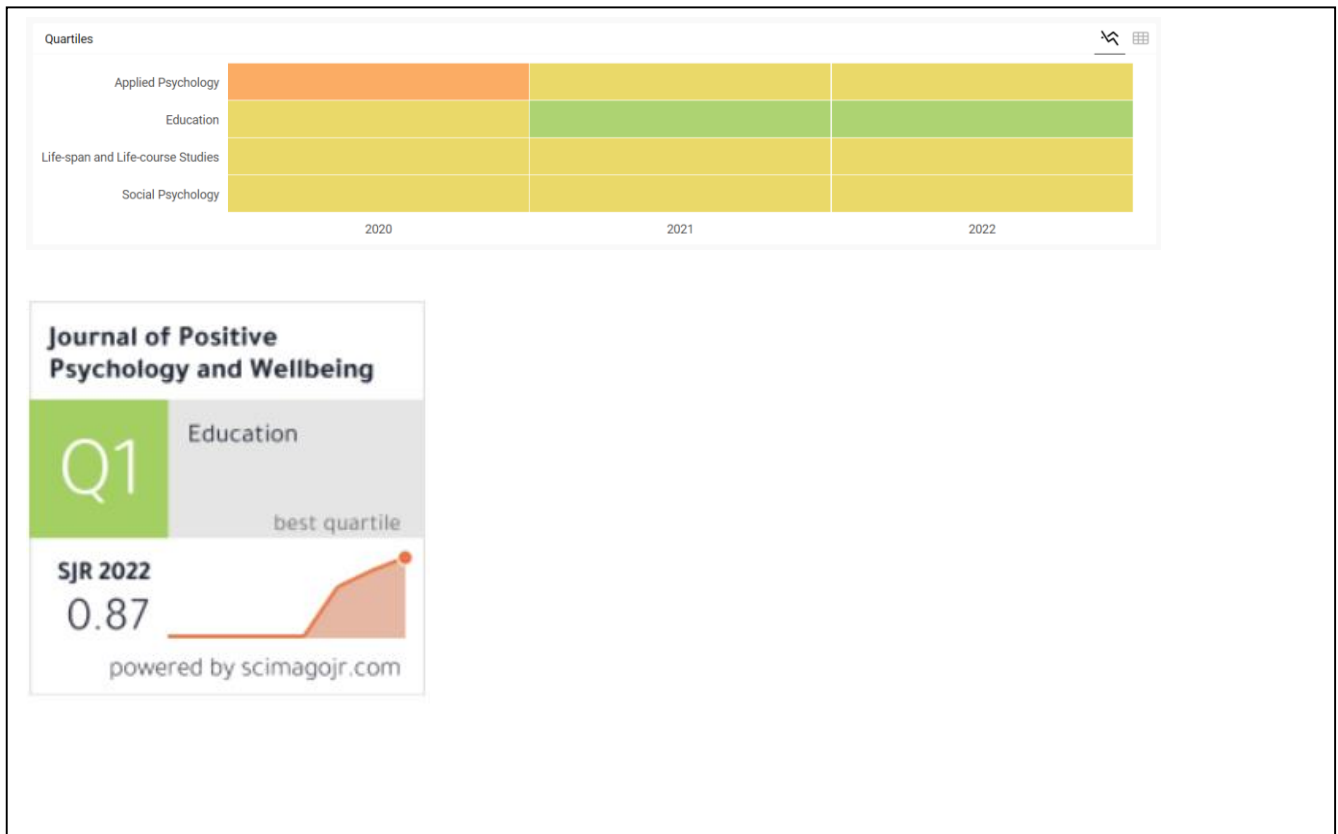 Quartiles
Applied Psychology
Education
Life-span and Life-course Studies
Social Psychology
2020 2021 2022
Journal of Positive
Psychology and Wellbeing
Q1
Education
best quartile
SJR 2022
0.87
powered by scimagojr.com